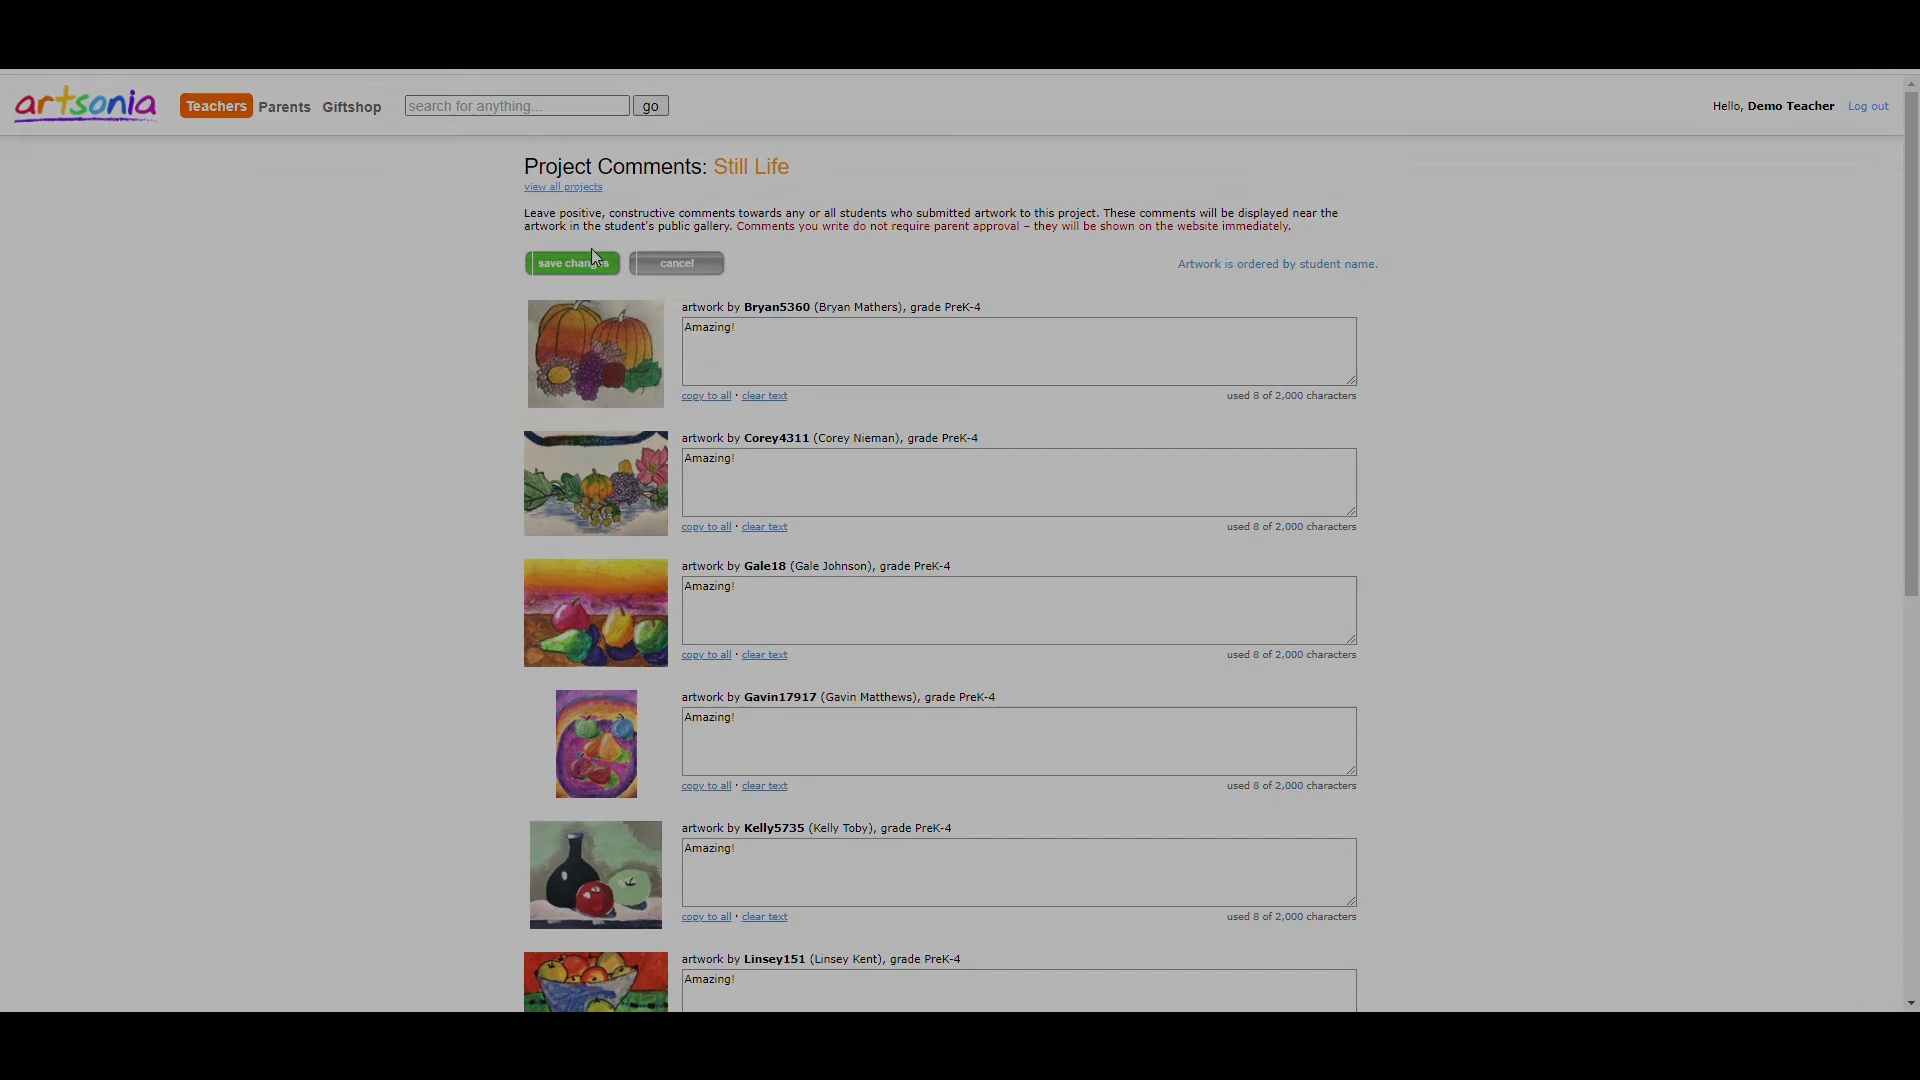 artsonia Teachers Parents Giftshop search for anything... go Hello, Demo Teacher Log out
Project Comments: Still Life
view all projects
Leave positive, constructive comments towards any or all students who submitted artwork to this project. These comments will be displayed near the
artwork in the student's public gallery. Comments you write do not require parent approval – they will be shown on the website immediately.
save changes cancel Artwork is ordered by student name.
artwork by Bryan5360 (Bryan Mathers), grade PreK-4
Amazing!
copy to all · clear text used 8 of 2,000 characters
artwork by Corey4311 (Corey Nieman), grade PreK-4
Amazing!
copy to all · clear text used 8 of 2,000 characters
artwork by Gale18 (Gale Johnson), grade PreK-4
Amazing!
copy to all · clear text used 8 of 2,000 characters
artwork by Gavin17917 (Gavin Matthews), grade PreK-4
Amazing!
copy to all · clear text used 8 of 2,000 characters
artwork by Kelly5735 (Kelly Toby), grade PreK-4
Amazing!
copy to all · clear text used 8 of 2,000 characters
artwork by Linsey151 (Linsey Kent), grade PreK-4
Amazing!